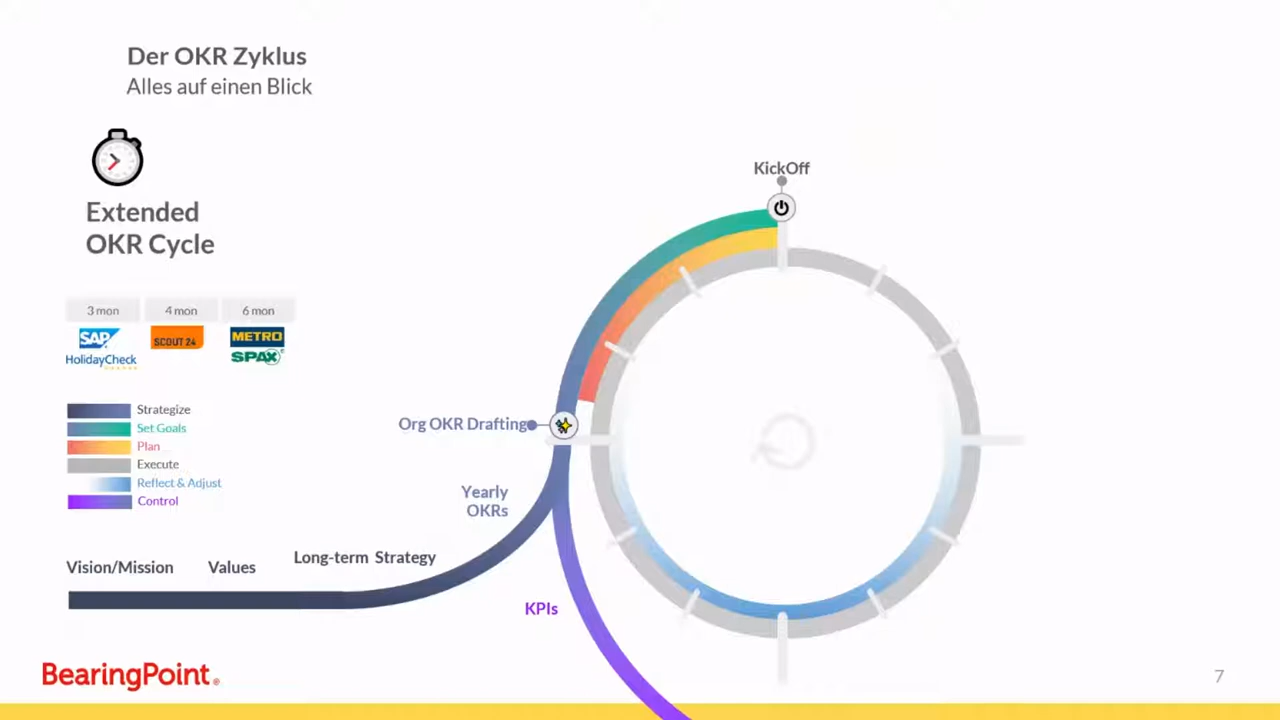 Der OKR Zyklus
Alles auf einen Blick
Extended
OKR Cycle
3 mon
4 mon
6 mon
SAP
SCOUT 24
METRO
HolidayCheck
SPAX
KickOff
Strategize
Set Goals
Plan
Execute
Reflect & Adjust
Control
Org OKR Drafting
Yearly
OKRs
Vision/Mission
Values
Long-term Strategy
KPIs
BearingPoint®
7